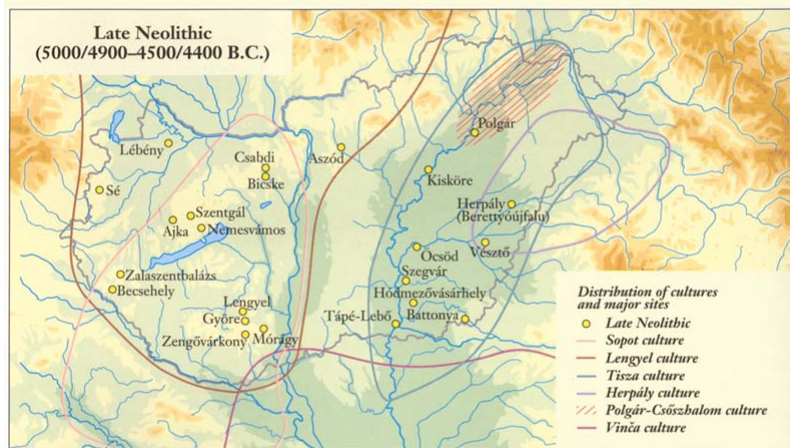 Late Neolithic
(5000/4900–4500/4400 B.C.)
Polgár
Lébény
Csabdi
Bicske
Aszód
Kisköre
Sé
Szentgál
Ajka
Nemesvámos
Herpály
(Berettyóújfalu)
Öcsöd
Vésztő
Szegvár
Zalaszentbalázs
Becsehely
Hódmezővásárhely
Lengyel
Györe
Tápé-Lebő
Battonya
Zengővárkony
Mórágy
Distribution of cultures
and major sites
Late Neolithic
Sopot culture
Lengyel culture
Tisza culture
Herpály culture
Polgár-Csőszhalom culture
Vinča culture